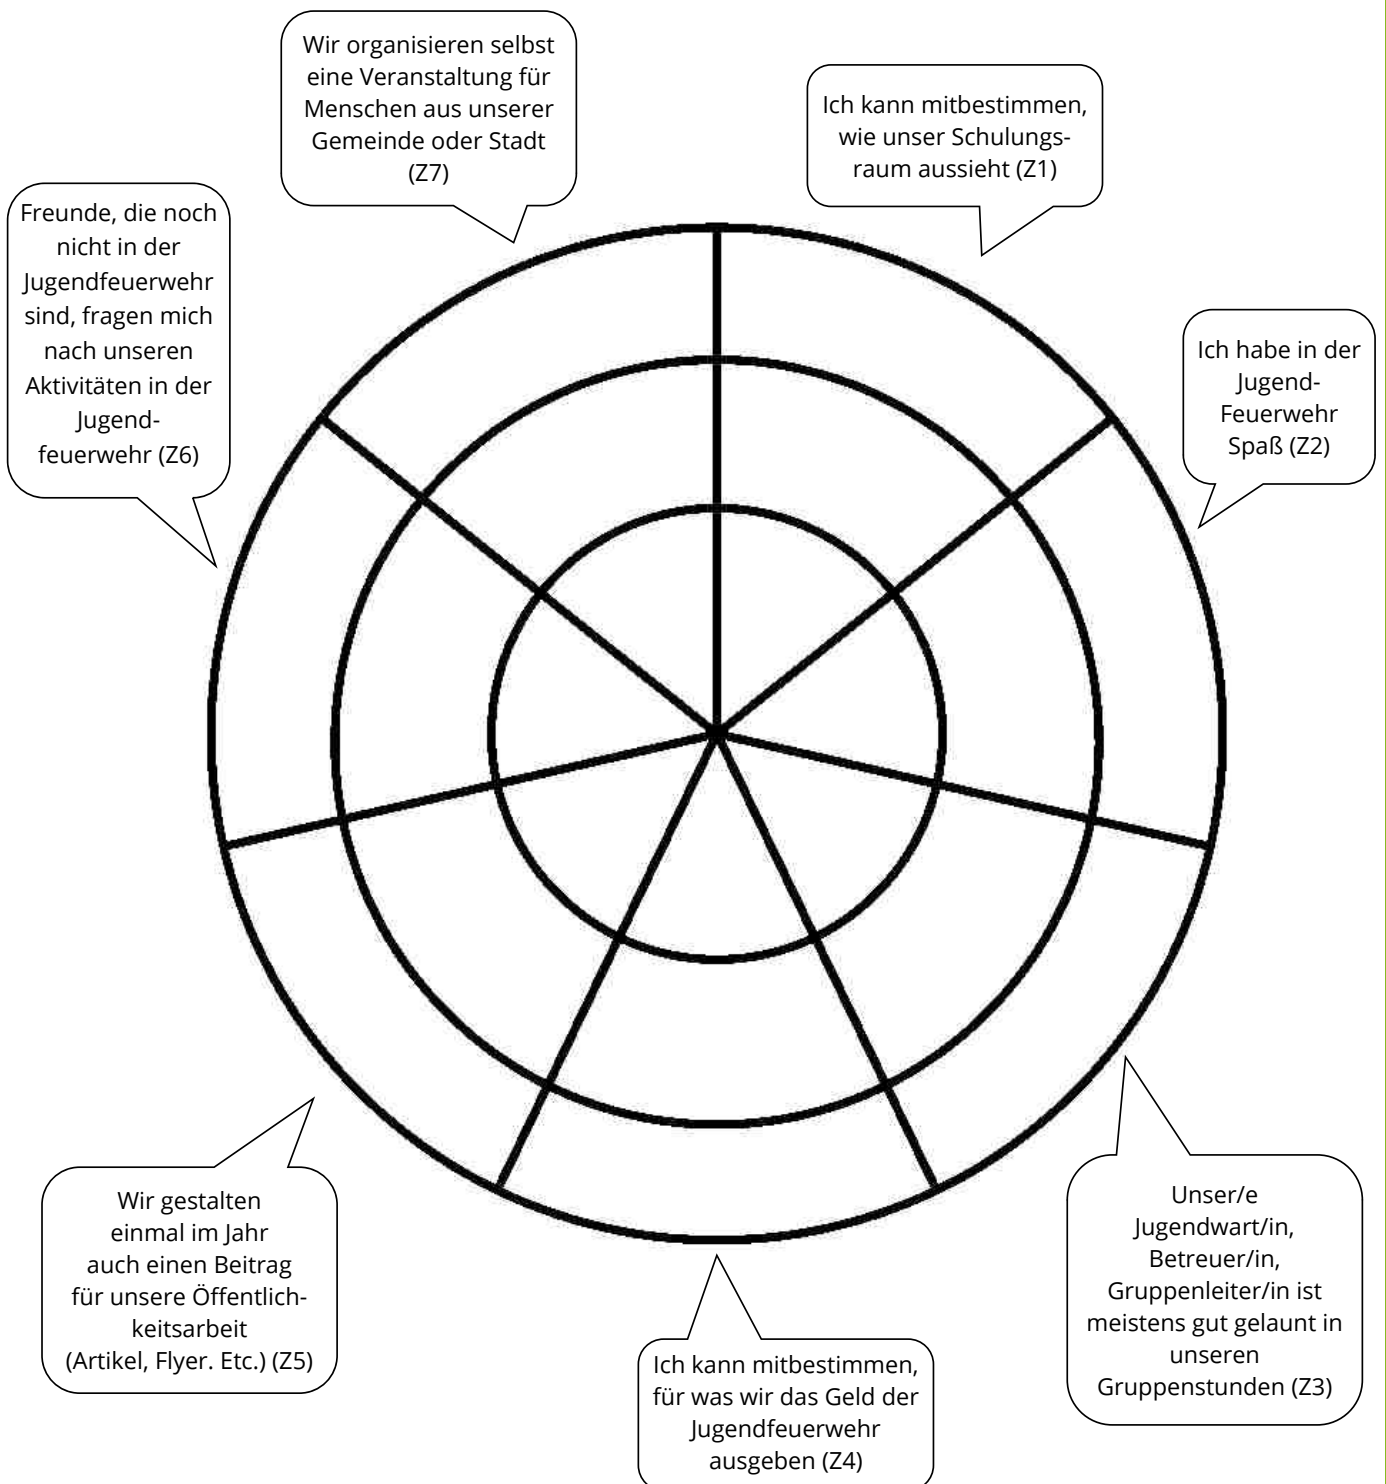 Wir organisieren selbst
eine Veranstaltung für
Menschen aus unserer
Gemeinde oder Stadt
(Z7)
Ich kann mitbestimmen,
wie unser Schulungs-
raum aussieht (Z1)
Freunde, die noch
nicht in der
Jugendfeuerwehr
sind, fragen mich
nach unseren
Aktivitäten in der
Jugend-
feuerwehr (Z6)
Ich habe in der
Jugend-
Feuerwehr
Spaß (Z2)
Wir gestalten
einmal im Jahr
auch einen Beitrag
für unsere Öffentlich-
keitsarbeit
(Artikel, Flyer. Etc.) (Z5)
Ich kann mitbestimmen,
für was wir das Geld der
Jugendfeuerwehr
ausgeben (Z4)
Unser/e
Jugendwart/in,
Betreuer/in,
Gruppenleiter/in ist
meistens gut gelaunt in
unseren
Gruppenstunden (Z3)